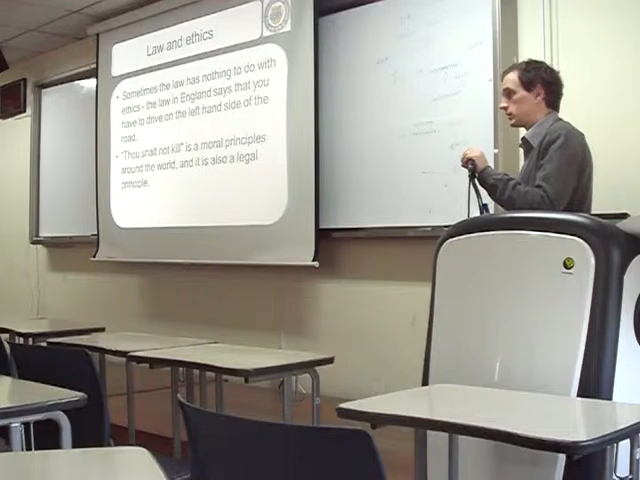 Law and ethics
• Sometimes the law has nothing to do with
ethics - the law in England says that you
have to drive on the left hand side of the
road.
• "Thou shalt not kill" is a moral principles
around the world, and it is also a legal
principle.